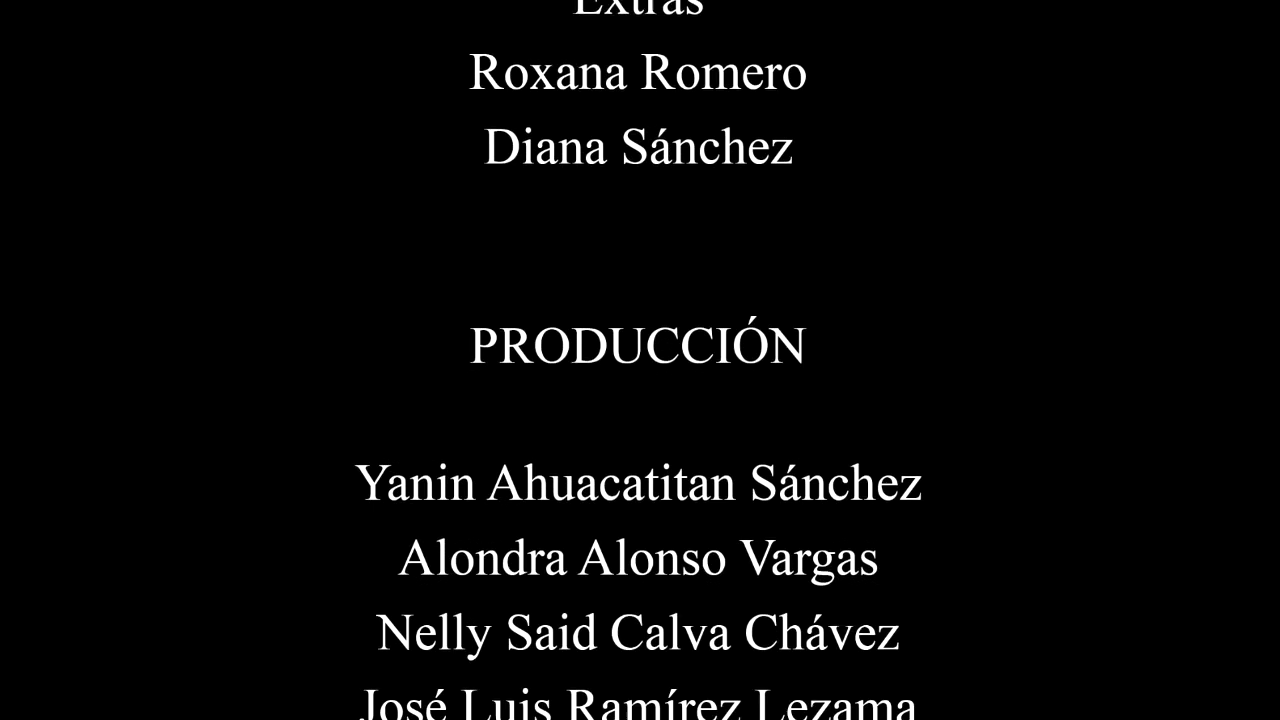 Extras
Roxana Romero
Diana Sánchez
PRODUCCIÓN
Yanin Ahuacatitan Sánchez
Alondra Alonso Vargas
Nelly Said Calva Chávez
José Luis Ramírez Lezama